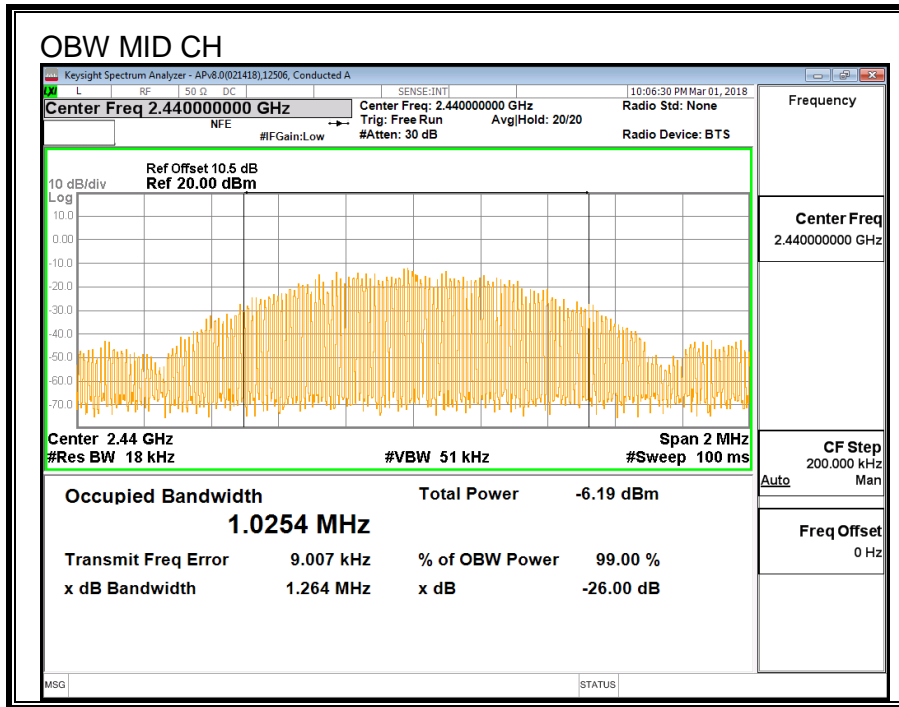 OBW MID CH
Keysight Spectrum Analyzer - APv8.0(021418),12506, Conducted A
LXI L RF 50 Ω DC SENSE:INT 10:06:30 PM Mar 01, 2018
Center Freq 2.440000000 GHz
NFE
#IFGain:Low
Center Freq: 2.440000000 GHz
Trig: Free Run Avg|Hold: 20/20
#Atten: 30 dB
Radio Std: None
Radio Device: BTS
Ref Offset 10.5 dB
10 dB/div Ref 20.00 dBm
Log
10.0
0.00
-10.0
-20.0
-30.0
-40.0
-50.0
-60.0
-70.0
Center 2.44 GHz Span 2 MHz
#Res BW 18 kHz #VBW 51 kHz #Sweep 100 ms
Occupied Bandwidth Total Power -6.19 dBm
1.0254 MHz
Transmit Freq Error 9.007 kHz % of OBW Power 99.00 %
x dB Bandwidth 1.264 MHz x dB -26.00 dB
Frequency
Center Freq
2.440000000 GHz
CF Step
200.000 kHz
Auto Man
Freq Offset
0 Hz
MSG STATUS